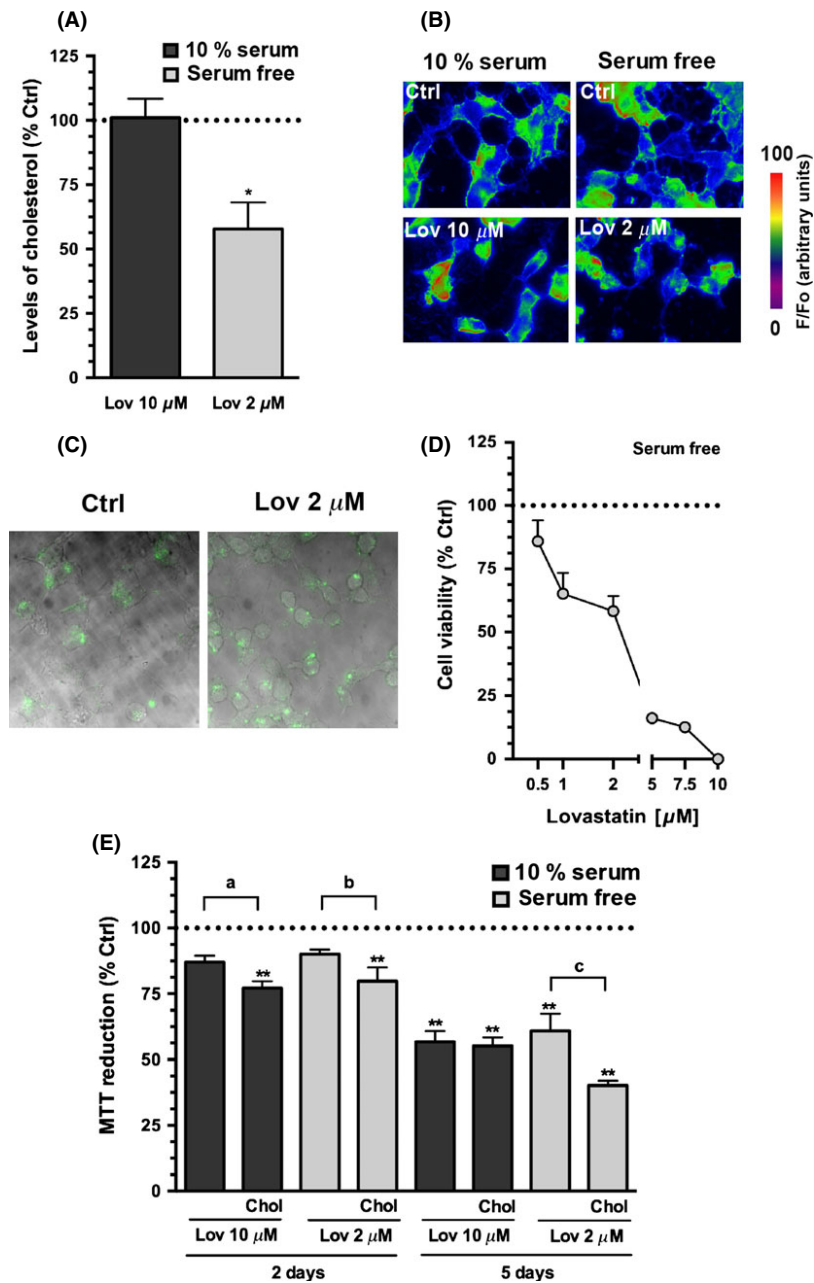 (A)
10 % serum
Serum free
Levels of cholesterol (% Ctrl)
125
100
75
50
25
0
*
Lov 10 µM
Lov 2 µM
(B)
10 % serum
Serum free
Ctrl
Ctrl
Lov 10 µM
Lov 2 µM
100
0
F/Fo (arbitrary units)
(C)
Ctrl
Lov 2 µM
(D)
Serum free
Cell viability (% Ctrl)
125
100
75
50
25
0
0.5
1
2
5
7.5
10
Lovastatin [µM]
(E)
10 % serum
Serum free
MTT reduction (% Ctrl)
125
100
75
50
25
0
a
b
c
**
**
**
**
**
**
Chol
Chol
Chol
Chol
Lov 10 µM
Lov 2 µM
Lov 10 µM
Lov 2 µM
2 days
5 days